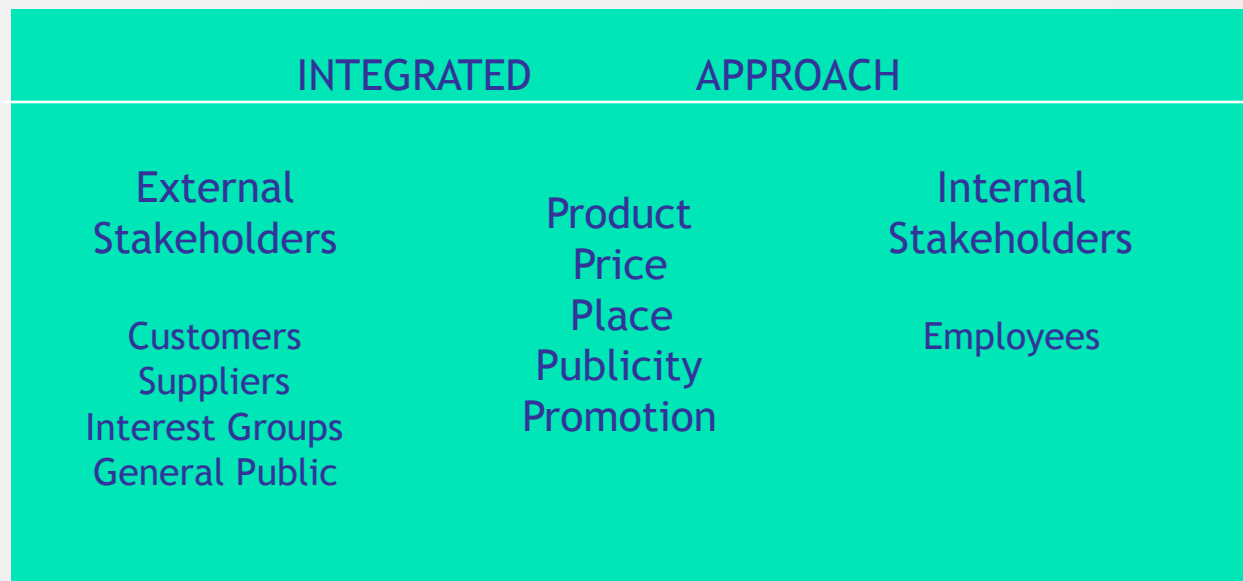 INTEGRATED APPROACH
External
Stakeholders
Customers
Suppliers
Interest Groups
General Public
Product
Price
Place
Publicity
Promotion
Internal
Stakeholders
Employees